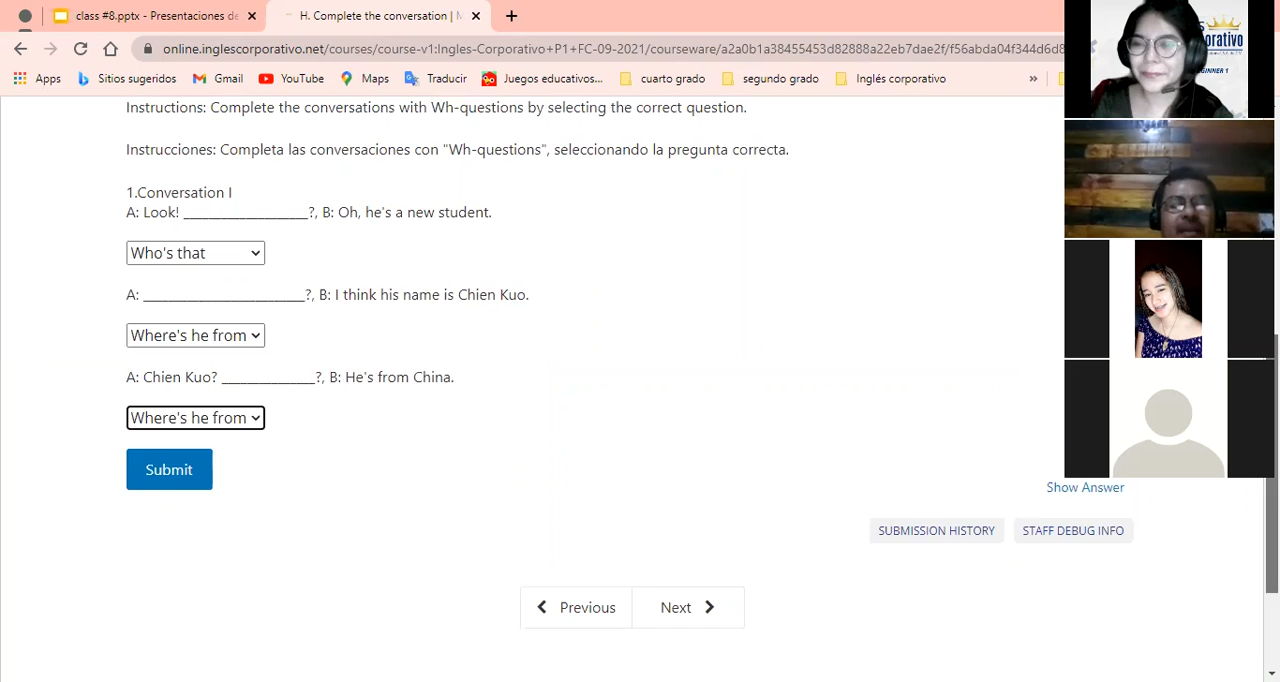 class #8.pptx - Presentaciones de
H. Complete the conversation |
online.inglescorporativo.net/courses/course-v1:Ingles-Corporativo+P1+FC-09-2021/courseware/a2a0b1a38455453d82888a22eb7dae2f/f56abda04f344d6d8
Apps
Sitios sugeridos
Gmail
YouTube
Maps
Traducir
Juegos educativos...
cuarto grado
segundo grado
Inglés corporativo
»
Instructions: Complete the conversations with Wh-questions by selecting the correct question.
Instrucciones: Completa las conversaciones con "Wh-questions", seleccionando la pregunta correcta.
1.Conversation I
A: Look! __________________?, B: Oh, he's a new student.
Who's that
A: _______________________?, B: I think his name is Chien Kuo.
Where's he from
A: Chien Kuo? _____________?, B: He's from China.
Where's he from
Submit
Show Answer
SUBMISSION HISTORY
STAFF DEBUG INFO
Previous
Next